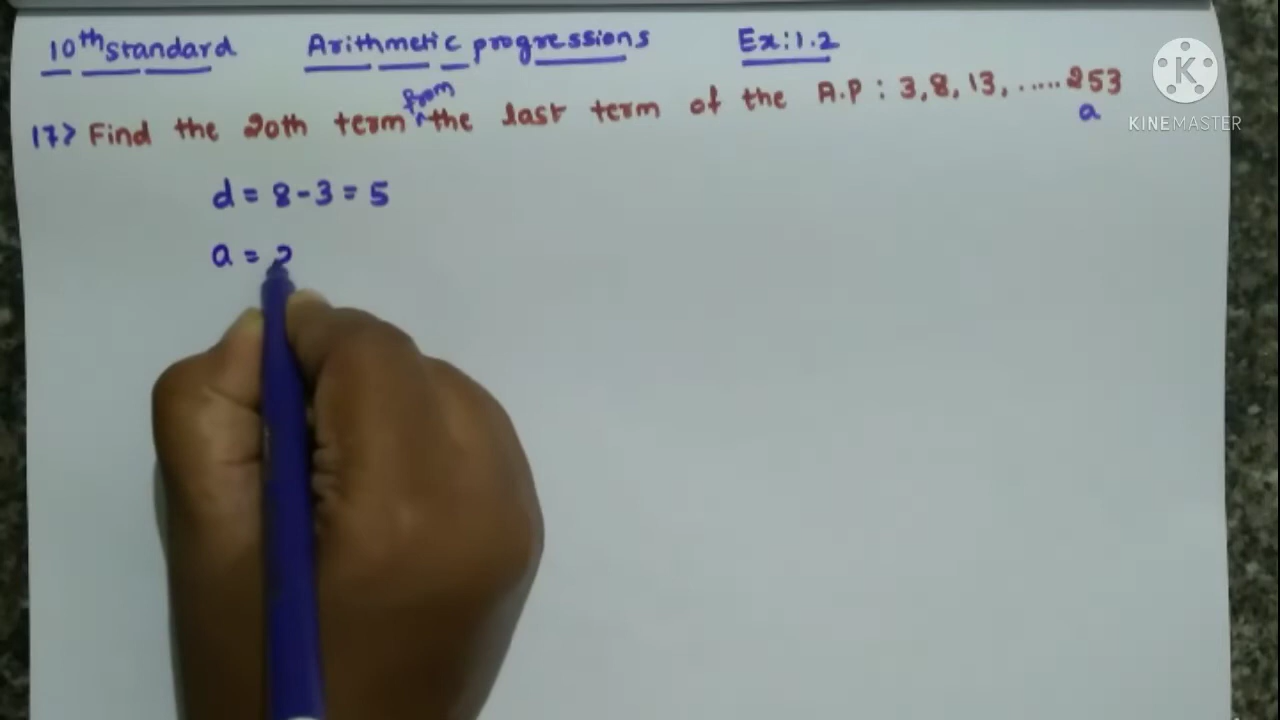 10th standard Arithmetic progressions Ex:1.2
17> Find the 20th term from the last term of the A.P : 3, 8, 13, ..... 253
a
d = 8 - 3 = 5
a = 2
K
KINEMASTER